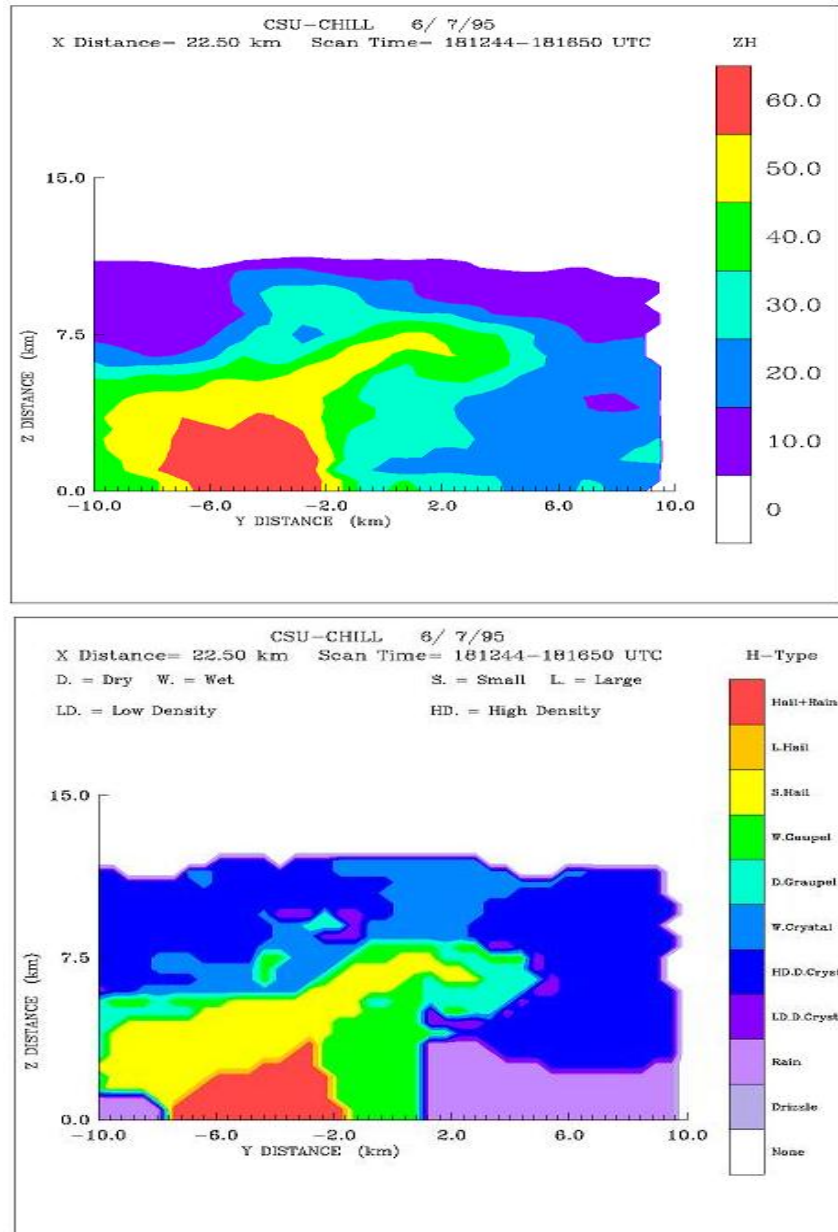 CSU-CHILL 6/ 7/95
X Distance= 22.50 km Scan Time= 181244-181650 UTC ZH
60.0
50.0
40.0
30.0
20.0
10.0
0
15.0
7.5
0.0
Z DISTANCE (km)
-10.0 -6.0 -2.0 2.0 6.0 10.0
Y DISTANCE (km)
CSU-CHILL 6/ 7/95
X Distance= 22.50 km Scan Time= 181244-181650 UTC H-Type
D. = Dry W. = Wet S. = Small L. = Large
LD. = Low Density HD. = High Density
Hail+Rain
L.Hail
S.Hail
W.Gaupel
D.Graupel
W.Crystal
HD.D.Cryst
LD.D.Cryst
Rain
Drizzle
None
15.0
7.5
0.0
Z DISTANCE (km)
-10.0 -6.0 -2.0 2.0 6.0 10.0
Y DISTANCE (km)